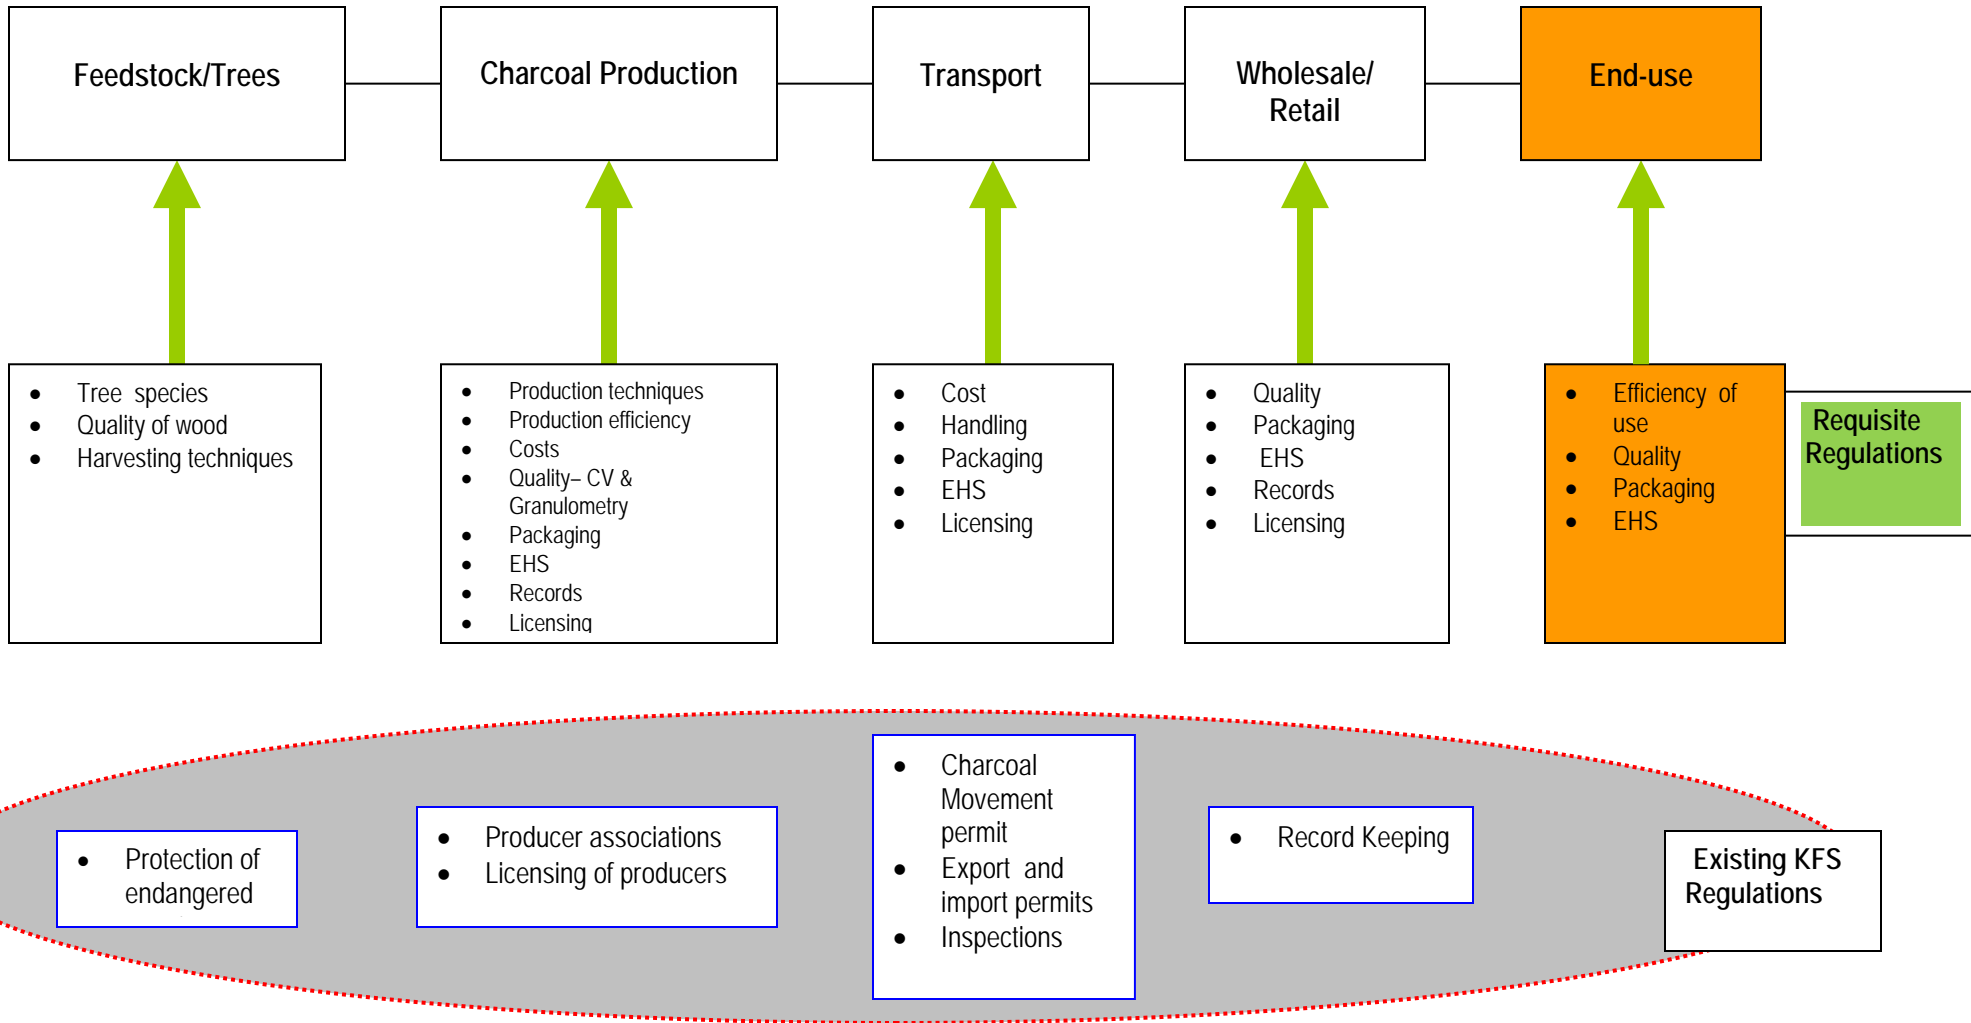 Feedstock/Trees
Charcoal Production
Transport
Wholesale/
Retail
End-use
• Tree species
• Quality of wood
• Harvesting techniques
• Production techniques
• Production efficiency
• Costs
• Quality– CV &
Granulometry
• Packaging
• EHS
• Records
• Licensing
• Cost
• Handling
• Packaging
• EHS
• Licensing
• Quality
• Packaging
• EHS
• Records
• Licensing
• Efficiency of
use
• Quality
• Packaging
• EHS
Requisite
Regulations
• Protection of
endangered
• Producer associations
• Licensing of producers
• Charcoal
Movement
permit
• Export and
import permits
• Inspections
• Record Keeping
Existing KFS
Regulations